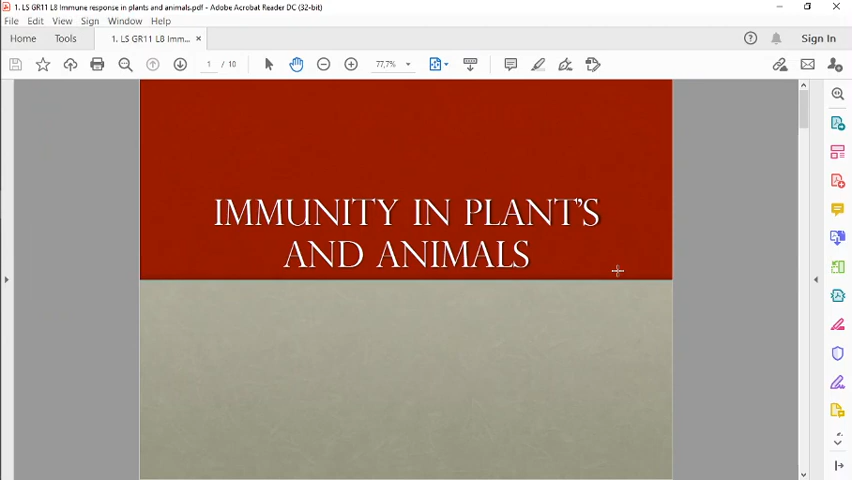 1. LS GR11 L8 Immune response in plants and animals.pdf - Adobe Acrobat Reader DC (32-bit)
File Edit View Sign Window Help
Home Tools 1. LS GR11 L8 Imm... Sign In
1 / 10 77,7%
IMMUNITY IN PLANT'S
AND ANIMALS